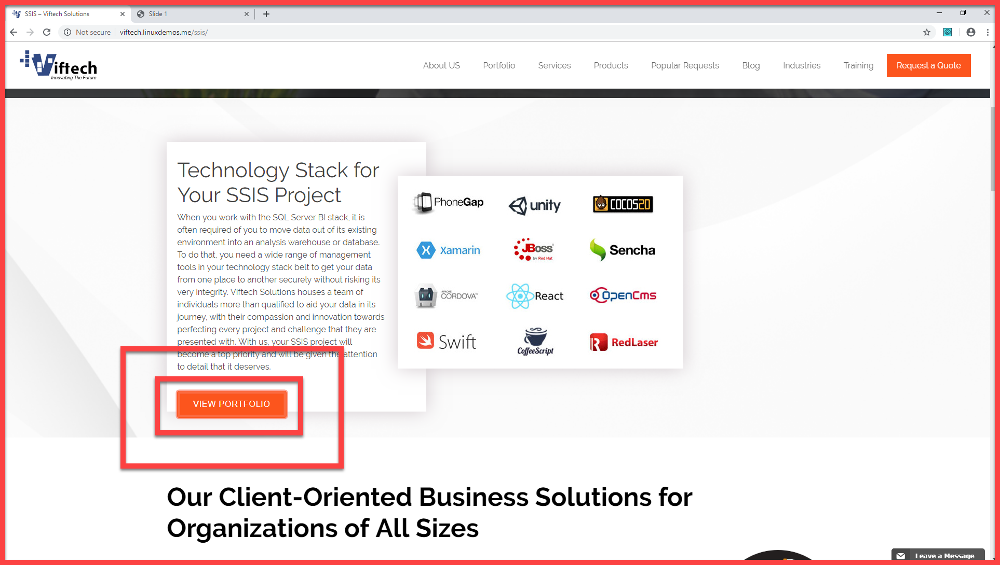 SSIS – Viftech Solutions
Slide 1
Not secure
viftech.linuxdemos.me/ssis/
Viftech
Innovating The Future
About US
Portfolio
Services
Products
Popular Requests
Blog
Industries
Training
Request a Quote
Technology Stack for
Your SSIS Project
When you work with the SQL Server BI stack, it is
often required of you to move data out of its existing
environment into an analysis warehouse or database.
To do that, you need a wide range of management
tools in your technology stack belt to get your data
from one place to another securely without risking its
very integrity. Viftech Solutions houses a team of
individuals more than qualified to aid your data in its
journey, with their compassion and innovation towards
perfecting every project and challenge that they are
presented with. With us, your SSIS project will
become a top priority and will be given the attention
to detail that it deserves.
VIEW PORTFOLIO
PhoneGap
unity
COCOS2D
Xamarin
JBoss
by Red Hat
Sencha
APACHE
CORDOVA™
React
OpenCms
Swift
CoffeeScript
RedLaser
Our Client-Oriented Business Solutions for
Organizations of All Sizes
Leave a Message